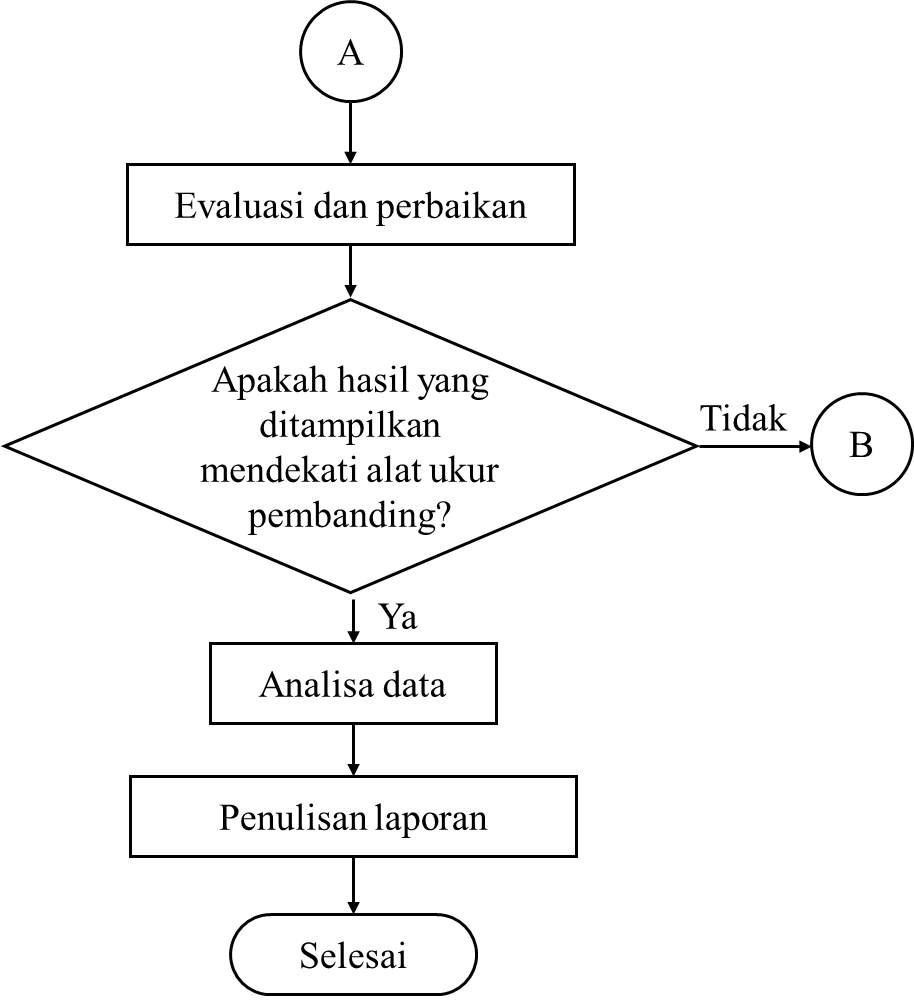 A
Evaluasi dan perbaikan
Apakah hasil yang
ditampilkan
mendekati alat ukur
pembanding?
Tidak
B
Ya
Analisa data
Penulisan laporan
Selesai